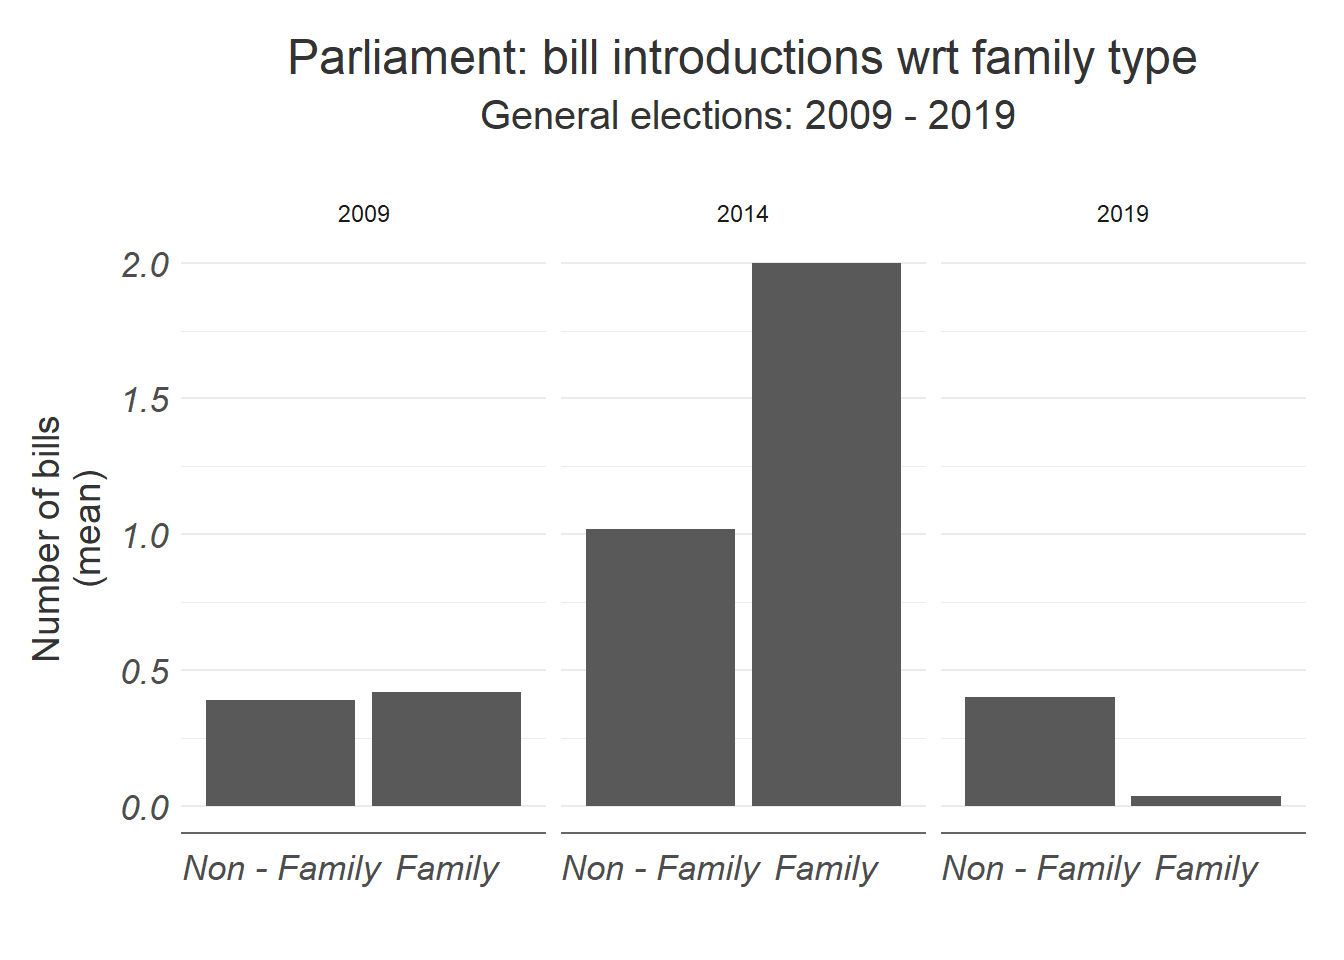 Parliament: bill introductions wrt family type
General elections: 2009 - 2019
2009
2014
2019
2.0
1.5
1.0
0.5
0.0
Number of bills
(mean)
Non - Family Family
Non - Family Family
Non - Family Family